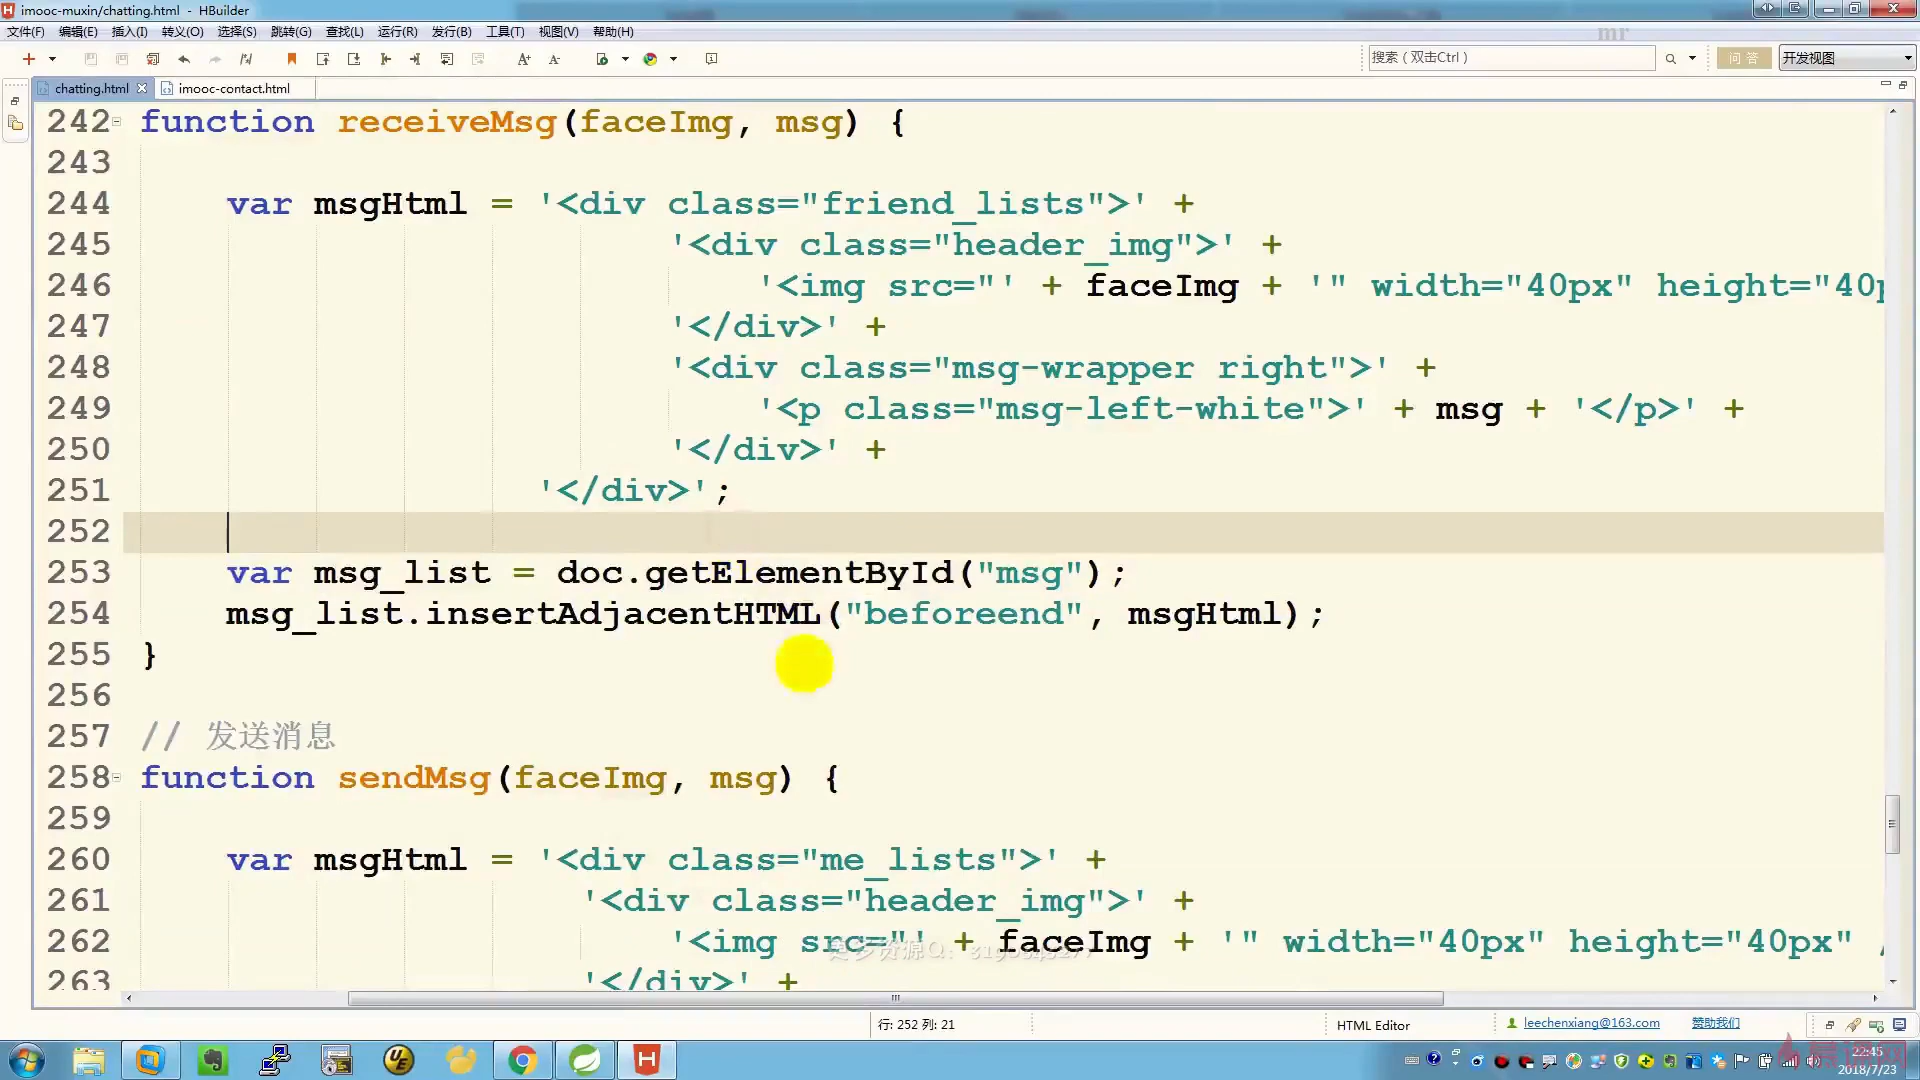 imooc-muxin/chatting.html - HBuilder
文件(F) 编辑(E) 插入(I) 转义(O) 选择(S) 跳转(G) 查找(L) 运行(R) 发行(B) 工具(T) 视图(V) 帮助(H)
搜索（双击Ctrl） 问答 开发视图
chatting.html imooc-contact.html
242 function receiveMsg(faceImg, msg) {
243
244 var msgHtml = '<div class="friend_lists">' +
245 '<div class="header_img">' +
246 '<img src="' + faceImg + '" width="40px" height="40p
247 '</div>' +
248 '<div class="msg-wrapper right">' +
249 '<p class="msg-left-white">' + msg + '</p>' +
250 '</div>' +
251 '</div>';
252
253 var msg_list = doc.getElementById("msg");
254 msg_list.insertAdjacentHTML("beforeend", msgHtml);
255 }
256
257 // 发送消息
258 function sendMsg(faceImg, msg) {
259
260 var msgHtml = '<div class="me_lists">' +
261 '<div class="header_img">' +
262 '<img src="' + faceImg + '" width="40px" height="40px" /
263 '</div>' +
行: 252 列: 21 HTML Editor leechenxiang@163.com 赞助我们
22:45
2018/7/23